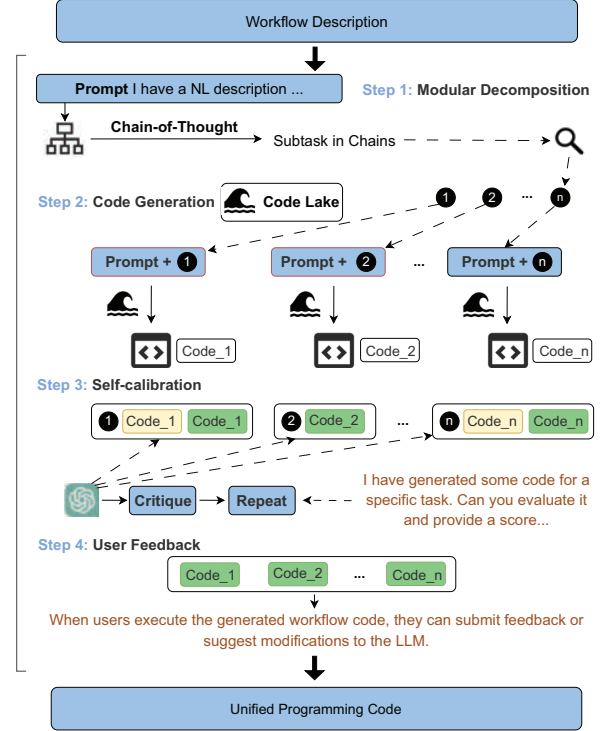 Workflow Description
Prompt I have a NL description ...
Step 1: Modular Decomposition
Chain-of-Thought
Subtask in Chains
Step 2: Code Generation
Code Lake
1
2
...
n
Prompt + 1
Prompt + 2
...
Prompt + n
Code_1
Code_2
Code_n
Step 3: Self-calibration
1 Code_1 Code_1
2 Code_2
...
n Code_n Code_n
Critique
Repeat
I have generated some code for a
specific task. Can you evaluate it
and provide a score...
Step 4: User Feedback
Code_1
Code_2
...
Code_n
When users execute the generated workflow code, they can submit feedback or
suggest modifications to the LLM.
Unified Programming Code